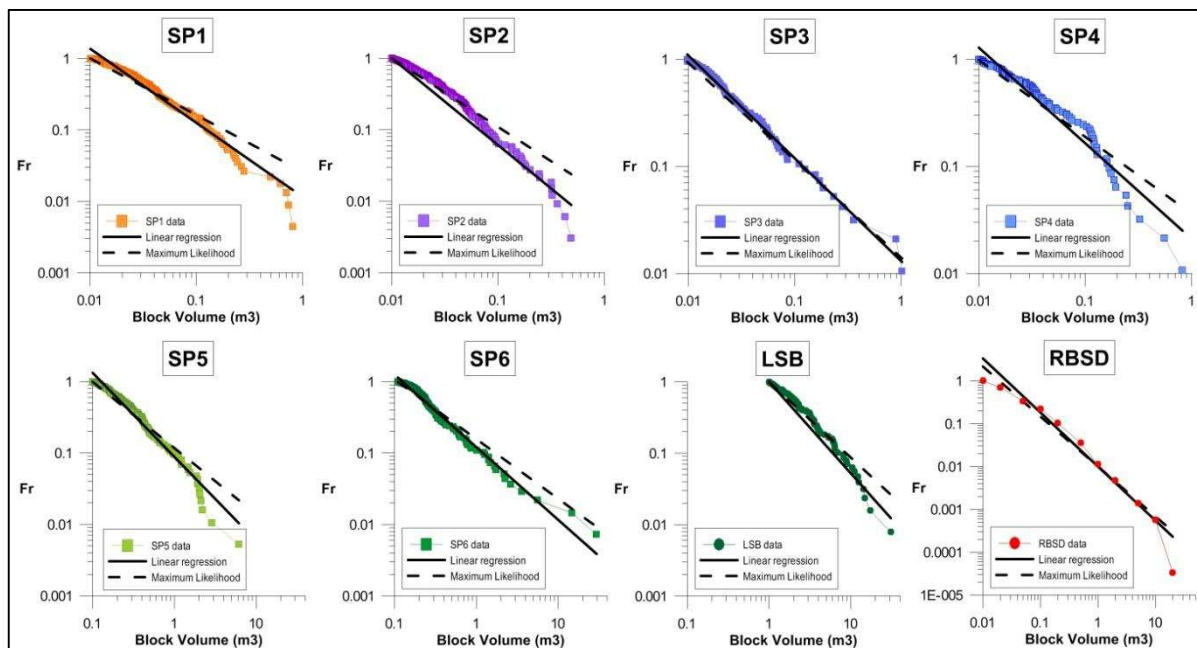 SP1
1
0.1
Fr
0.01
0.001
SP1 data
Linear regression
Maximum Likelihood
0.01 0.1 1
Block Volume (m3)
SP2
1
0.1
Fr
0.01
0.001
SP2 data
Linear regression
Maximum Likelihood
0.01 0.1 1
Block Volume (m3)
SP3
1
Fr
0.1
0.01
SP3 data
Linear regression
Maximum Likelihood
0.01 0.1 1
Block Volume (m3)
SP4
1
Fr
0.1
0.01
SP4 data
Linear regression
Maximum Likelihood
0.01 0.1 1
Block Volume (m3)
SP5
1
0.1
Fr
0.01
0.001
SP5 data
Linear regression
Maximum Likelihood
0.1 1 10
Block Volume (m3)
SP6
1
0.1
Fr
0.01
0.001
SP6 data
Linear regression
Maximum Likelihood
0.1 1 10
Block Volume (m3)
LSB
1
0.1
Fr
0.01
0.001
LSB data
Linear regression
Maximum Likelihood
0.1 1 10
Block Volume (m3)
RBSD
1
0.1
0.01
Fr
0.001
0.0001
1E-005
RBSD data
Linear regression
Maximum Likelihood
0.01 0.1 1 10
Block Volume (m3)